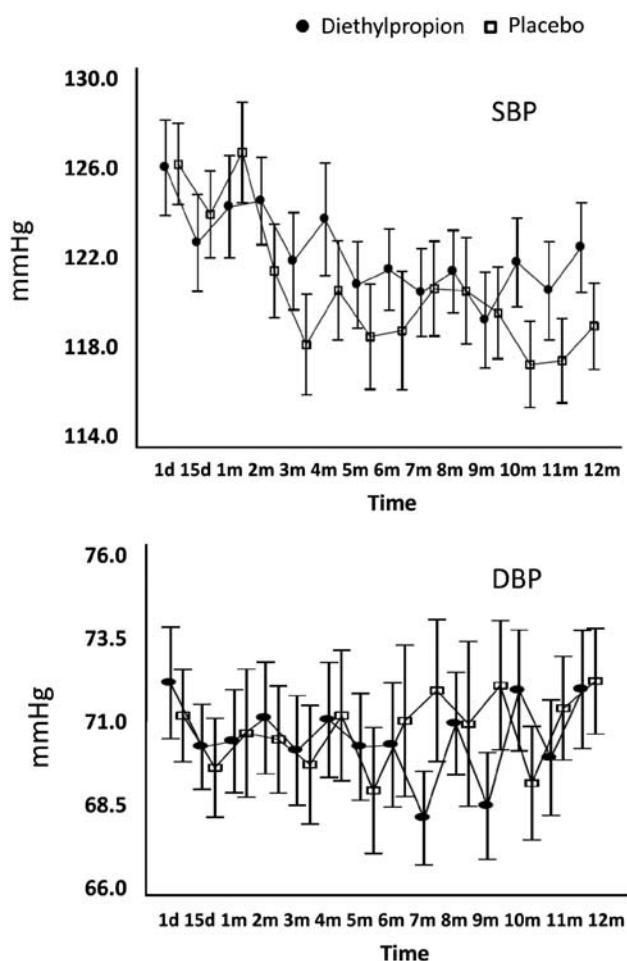 Diethylpropion Placebo
SBP
130.0
126.0
122.0
118.0
114.0
mmHg
1d 15d 1m 2m 3m 4m 5m 6m 7m 8m 9m 10m 11m 12m
Time
DBP
76.0
73.5
71.0
68.5
66.0
mmHg
1d 15d 1m 2m 3m 4m 5m 6m 7m 8m 9m 10m 11m 12m
Time